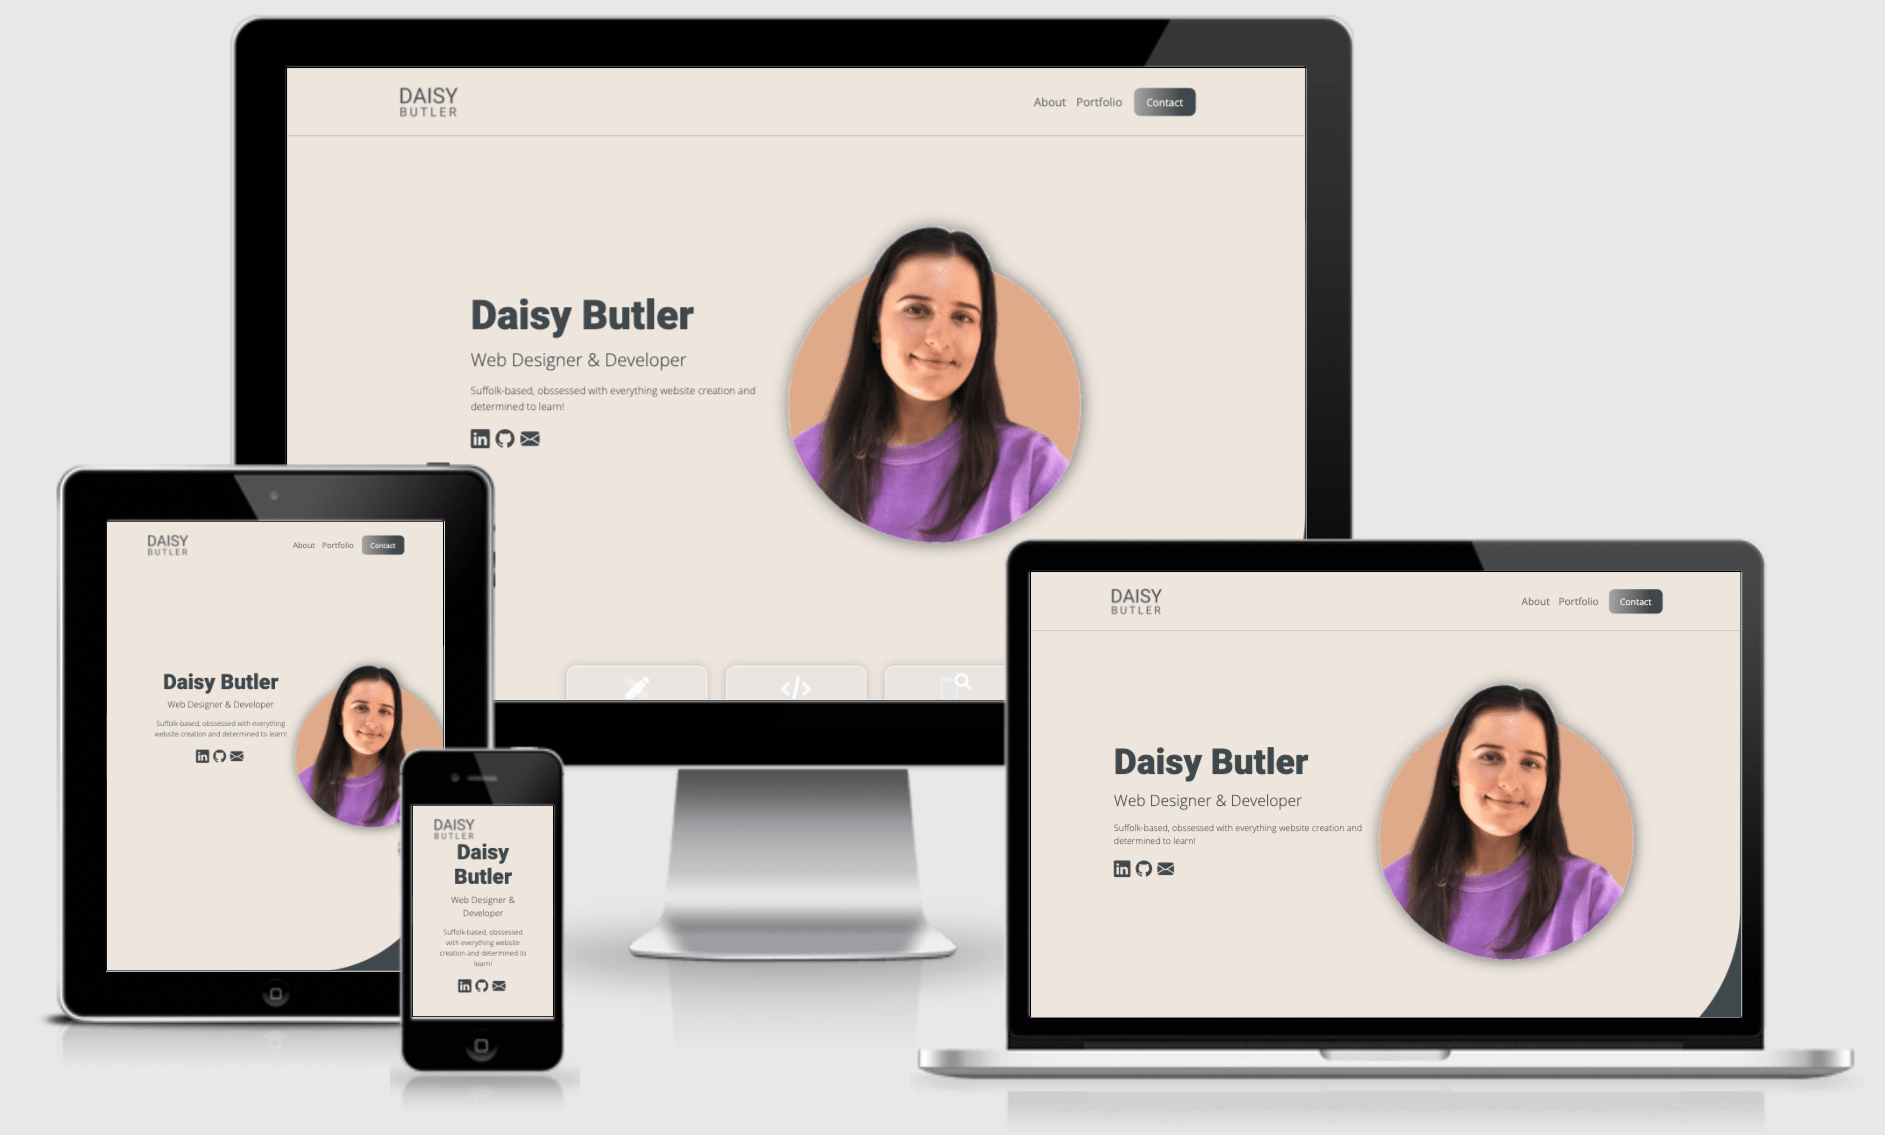 DAISY
BUTLER
About Portfolio Contact
Daisy Butler
Web Designer & Developer
Suffolk-based, obssessed with everything website creation and
determined to learn!
DAISY
BUTLER
About Portfolio Contact
Daisy Butler
Web Designer & Developer
Suffolk-based, obssessed with everything
website creation and determined to learn!
DAISY
BUTLER
Daisy
Butler
Web Designer &
Developer
Suffolk-based, obssessed
with everything website
creation and determined to
learn!
DAISY
BUTLER
About Portfolio Contact
Daisy Butler
Web Designer & Developer
Suffolk-based, obssessed with everything website creation and
determined to learn!